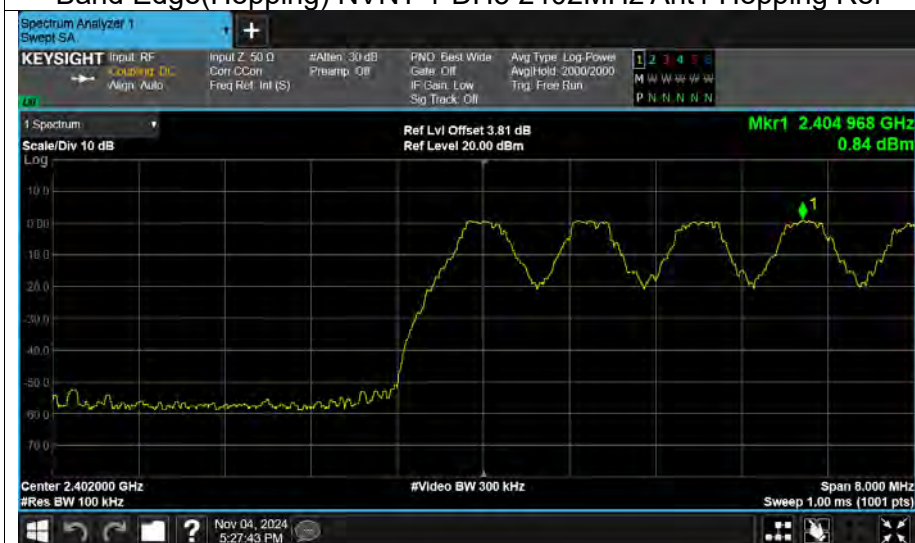 Band Edge(Hopping) NVNT 1-DH5 2402MHz Ant1 Hopping Ref
Spectrum Analyzer 1
Swept SA
+
KEYSIGHT
Input: RF
Coupling: DC
Align: Auto
Input Z: 50 Ω
Corr CCorr
Freq Ref: Int (S)
#Atten: 30 dB
Preamp: Off
PNO: Best Wide
Gate: Off
IF Gain: Low
Sig Track: Off
Avg Type: Log-Power
Avg|Hold: 2000/2000
Trig: Free Run
1 2 3 4 5 6
M W W W W W
P N N N N N
LXI
1 Spectrum
Scale/Div 10 dB
Ref Lvl Offset 3.81 dB
Ref Level 20.00 dBm
Mkr1 2.404 968 GHz
0.84 dBm
Log
10.0
0.00
-10.0
-20.0
-30.0
-40.0
-50.0
-60.0
-70.0
1
Center 2.402000 GHz
#Res BW 100 kHz
#Video BW 300 kHz
Span 8.000 MHz
Sweep 1.00 ms (1001 pts)
?
Nov 04, 2024
5:27:43 PM